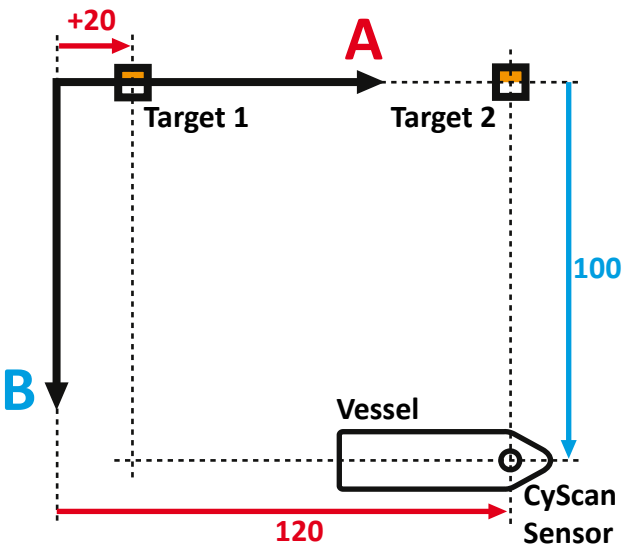 +20
A
Target 1
Target 2
100
B
Vessel
CyScan
Sensor
120